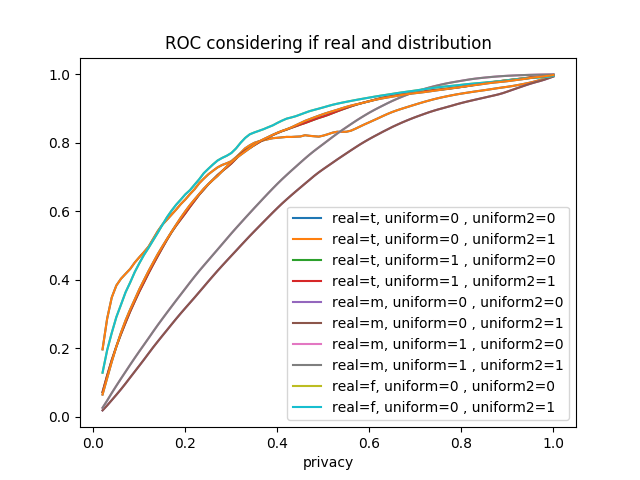 ROC considering if real and distribution
1.0
0.8
0.6
0.4
0.2
0.0
real=t, uniform=0 , uniform2=0
real=t, uniform=0 , uniform2=1
real=t, uniform=1 , uniform2=0
real=t, uniform=1 , uniform2=1
real=m, uniform=0 , uniform2=0
real=m, uniform=0 , uniform2=1
real=m, uniform=1 , uniform2=0
real=m, uniform=1 , uniform2=1
real=f, uniform=0 , uniform2=0
real=f, uniform=0 , uniform2=1
0.0 0.2 0.4 0.6 0.8 1.0
privacy